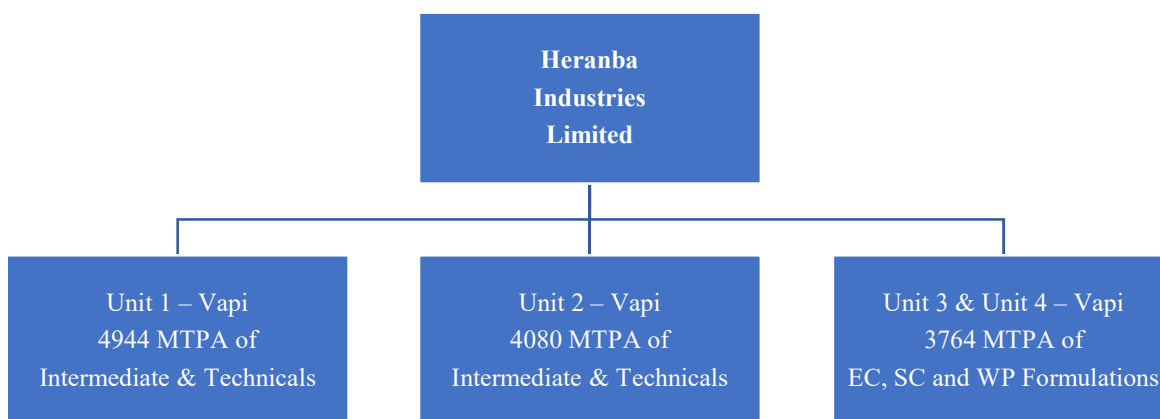 Heranba
Industries
Limited
Unit 1 – Vapi
4944 MTPA of
Intermediate & Technicals
Unit 2 – Vapi
4080 MTPA of
Intermediate & Technicals
Unit 3 & Unit 4 – Vapi
3764 MTPA of
EC, SC and WP Formulations